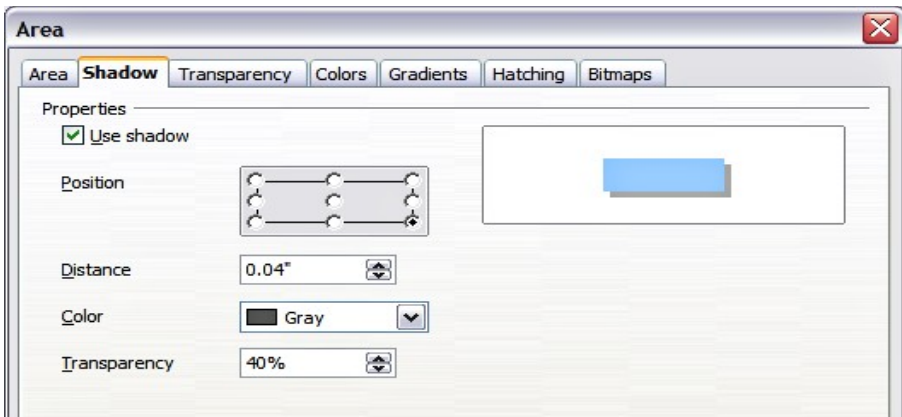 Area
Area Shadow Transparency Colors Gradients Hatching Bitmaps
Properties
Use shadow
Position
Distance 0.04"
Color Gray
Transparency 40%